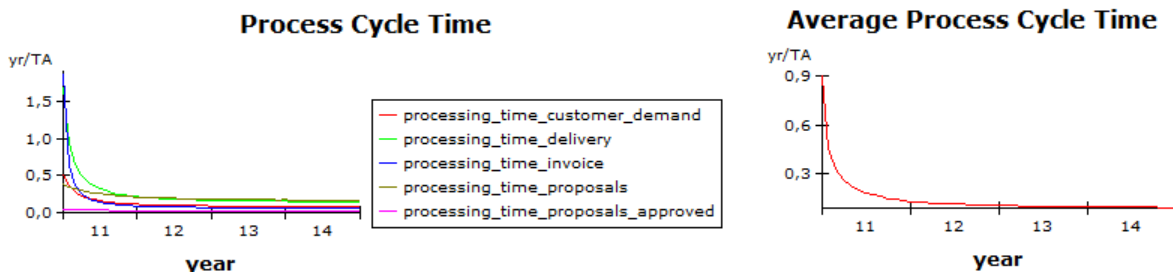 Process Cycle Time
yr/TA
1,5
1,0
0,5
0,0
11 12 13 14
year
processing_time_customer_demand
processing_time_delivery
processing_time_invoice
processing_time_proposals
processing_time_proposals_approved
Average Process Cycle Time
yr/TA
0,9
0,6
0,3
11 12 13 14
year